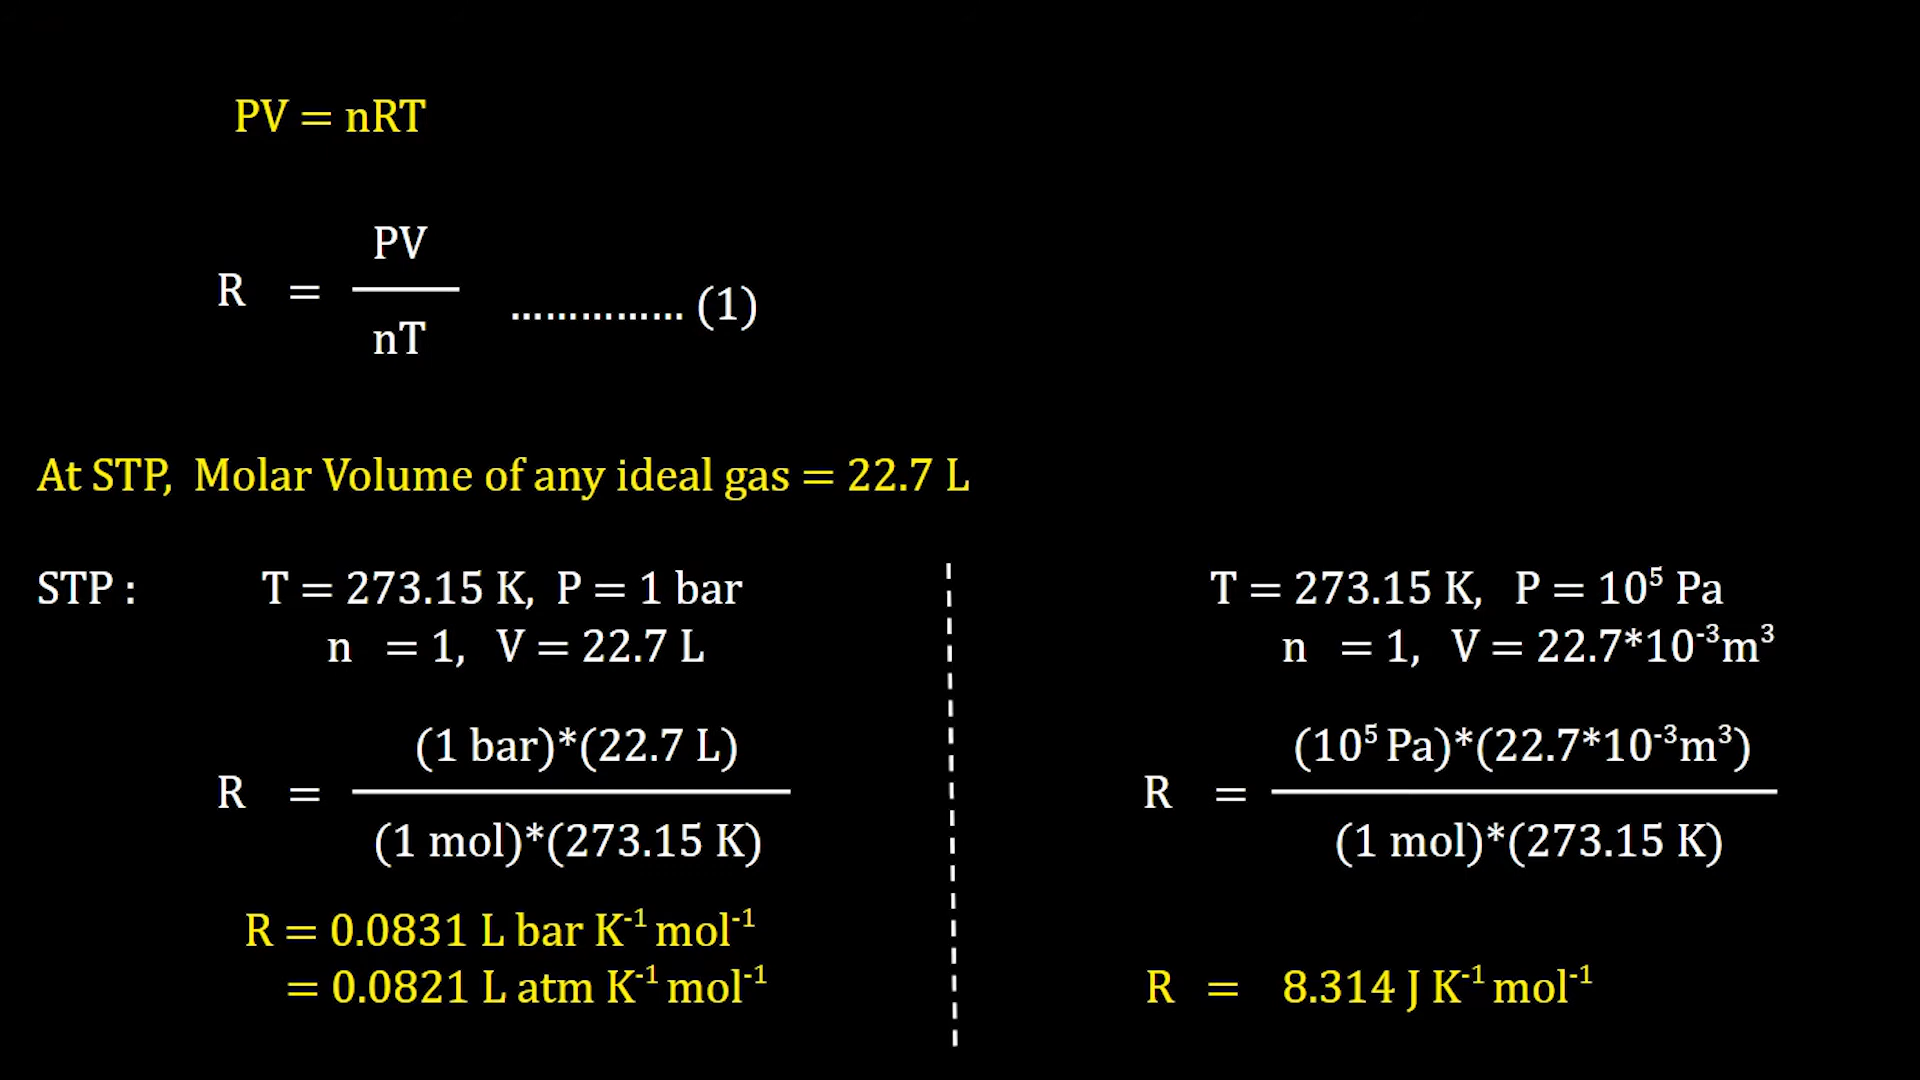 PV = nRT
PV
R = ............... (1)
nT
At STP, Molar Volume of any ideal gas = 22.7 L
STP : T = 273.15 K, P = 1 bar
n = 1, V = 22.7 L
(1 bar)*(22.7 L)
R =
(1 mol)*(273.15 K)
R = 0.0831 L bar K⁻¹ mol⁻¹
= 0.0821 L atm K⁻¹ mol⁻¹
T = 273.15 K, P = 10⁵ Pa
n = 1, V = 22.7*10⁻³m³
(10⁵ Pa)*(22.7*10⁻³m³)
R =
(1 mol)*(273.15 K)
R = 8.314 J K⁻¹ mol⁻¹